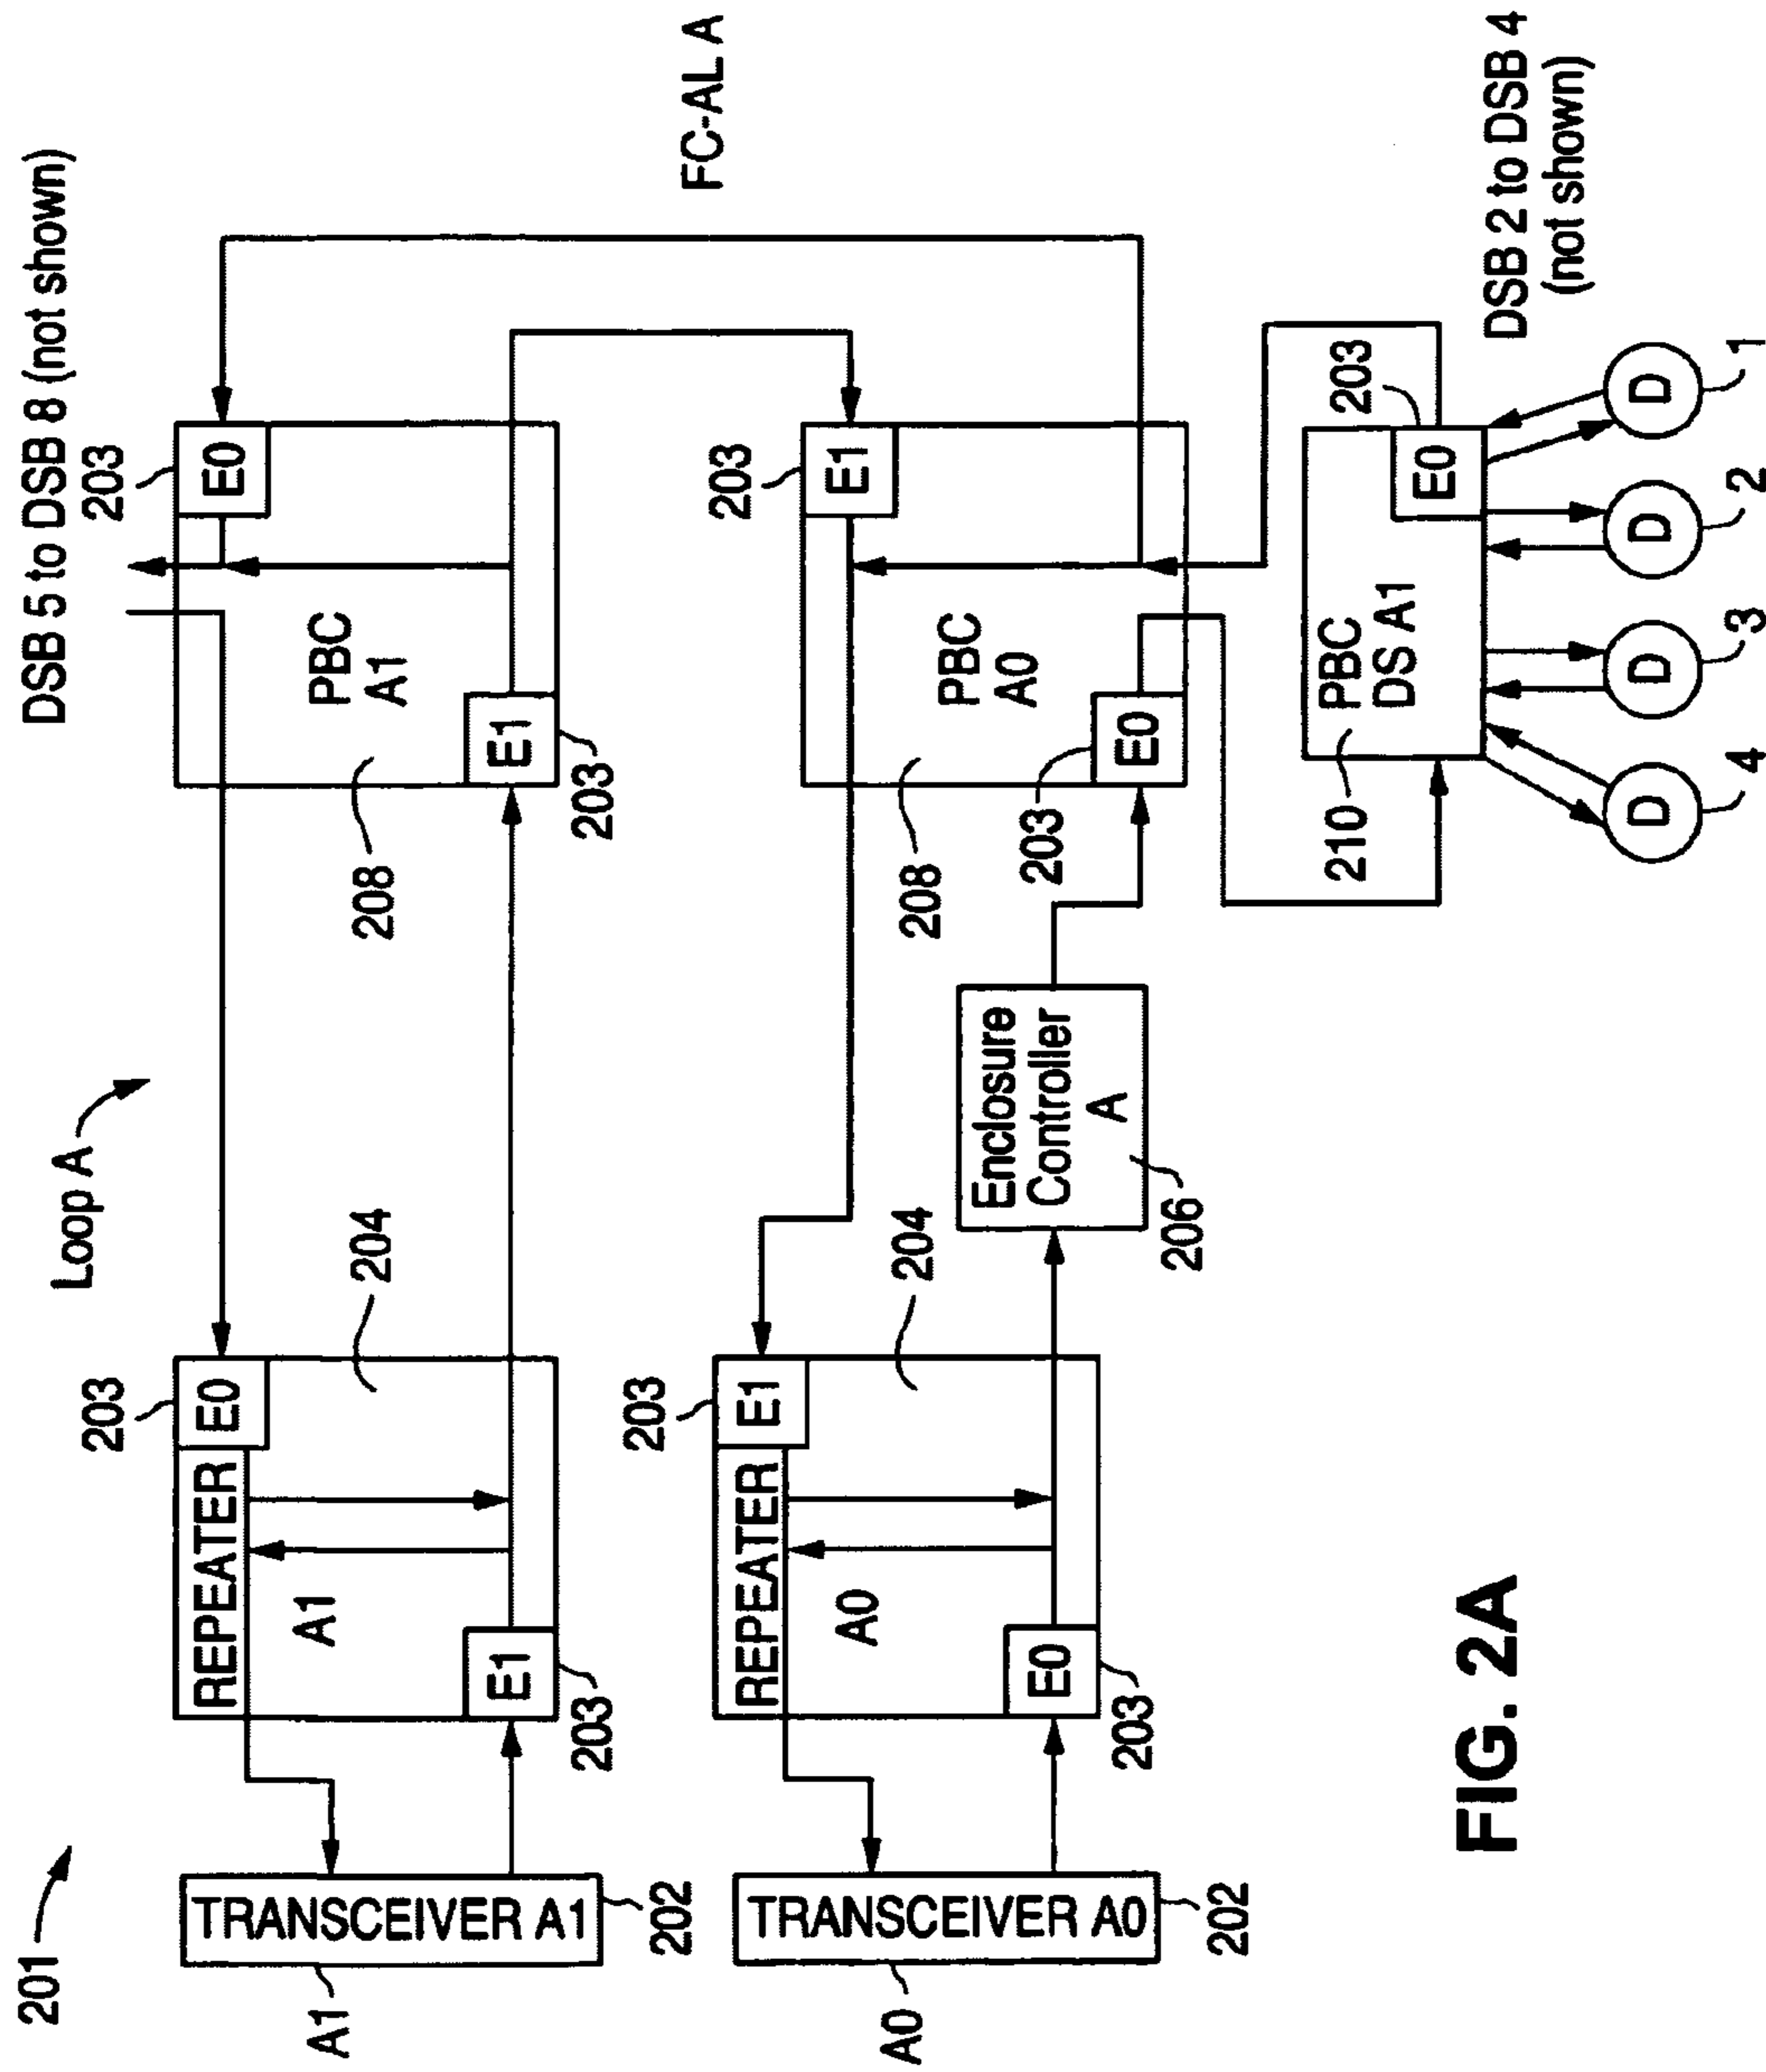 201
Loop A
DSB 5 to DSB 8 (not shown)
FC-AL A
A1
TRANSCEIVER A1
202
REPEATER
A1
E0
203
E1
203
204
PBC
A1
E0
203
E1
203
208
A0
TRANSCEIVER A0
202
REPEATER
A0
E1
203
E0
203
204
Enclosure
Controller
A
206
PBC
A0
E1
203
E0
203
208
PBC
DS A1
E0
203
210
D
4
D
3
D
2
D
1
DSB 2 to DSB 4
(not shown)
FIG. 2A